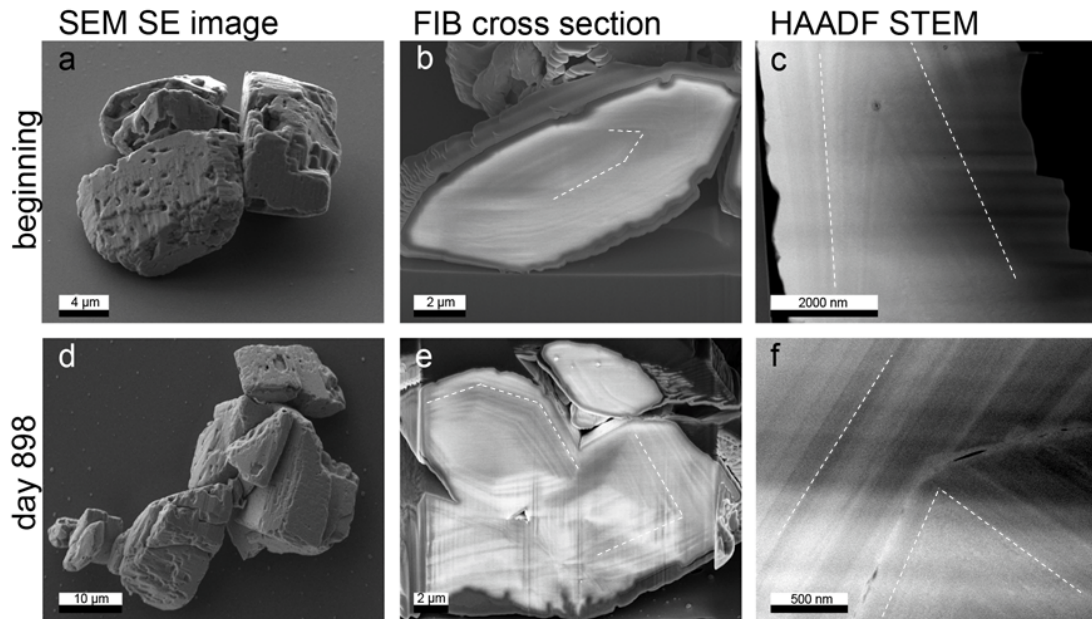 SEM SE image
FIB cross section
HAADF STEM
beginning
a
b
c
4 µm
2 µm
2000 nm
day 898
d
e
f
10 µm
2 µm
500 nm